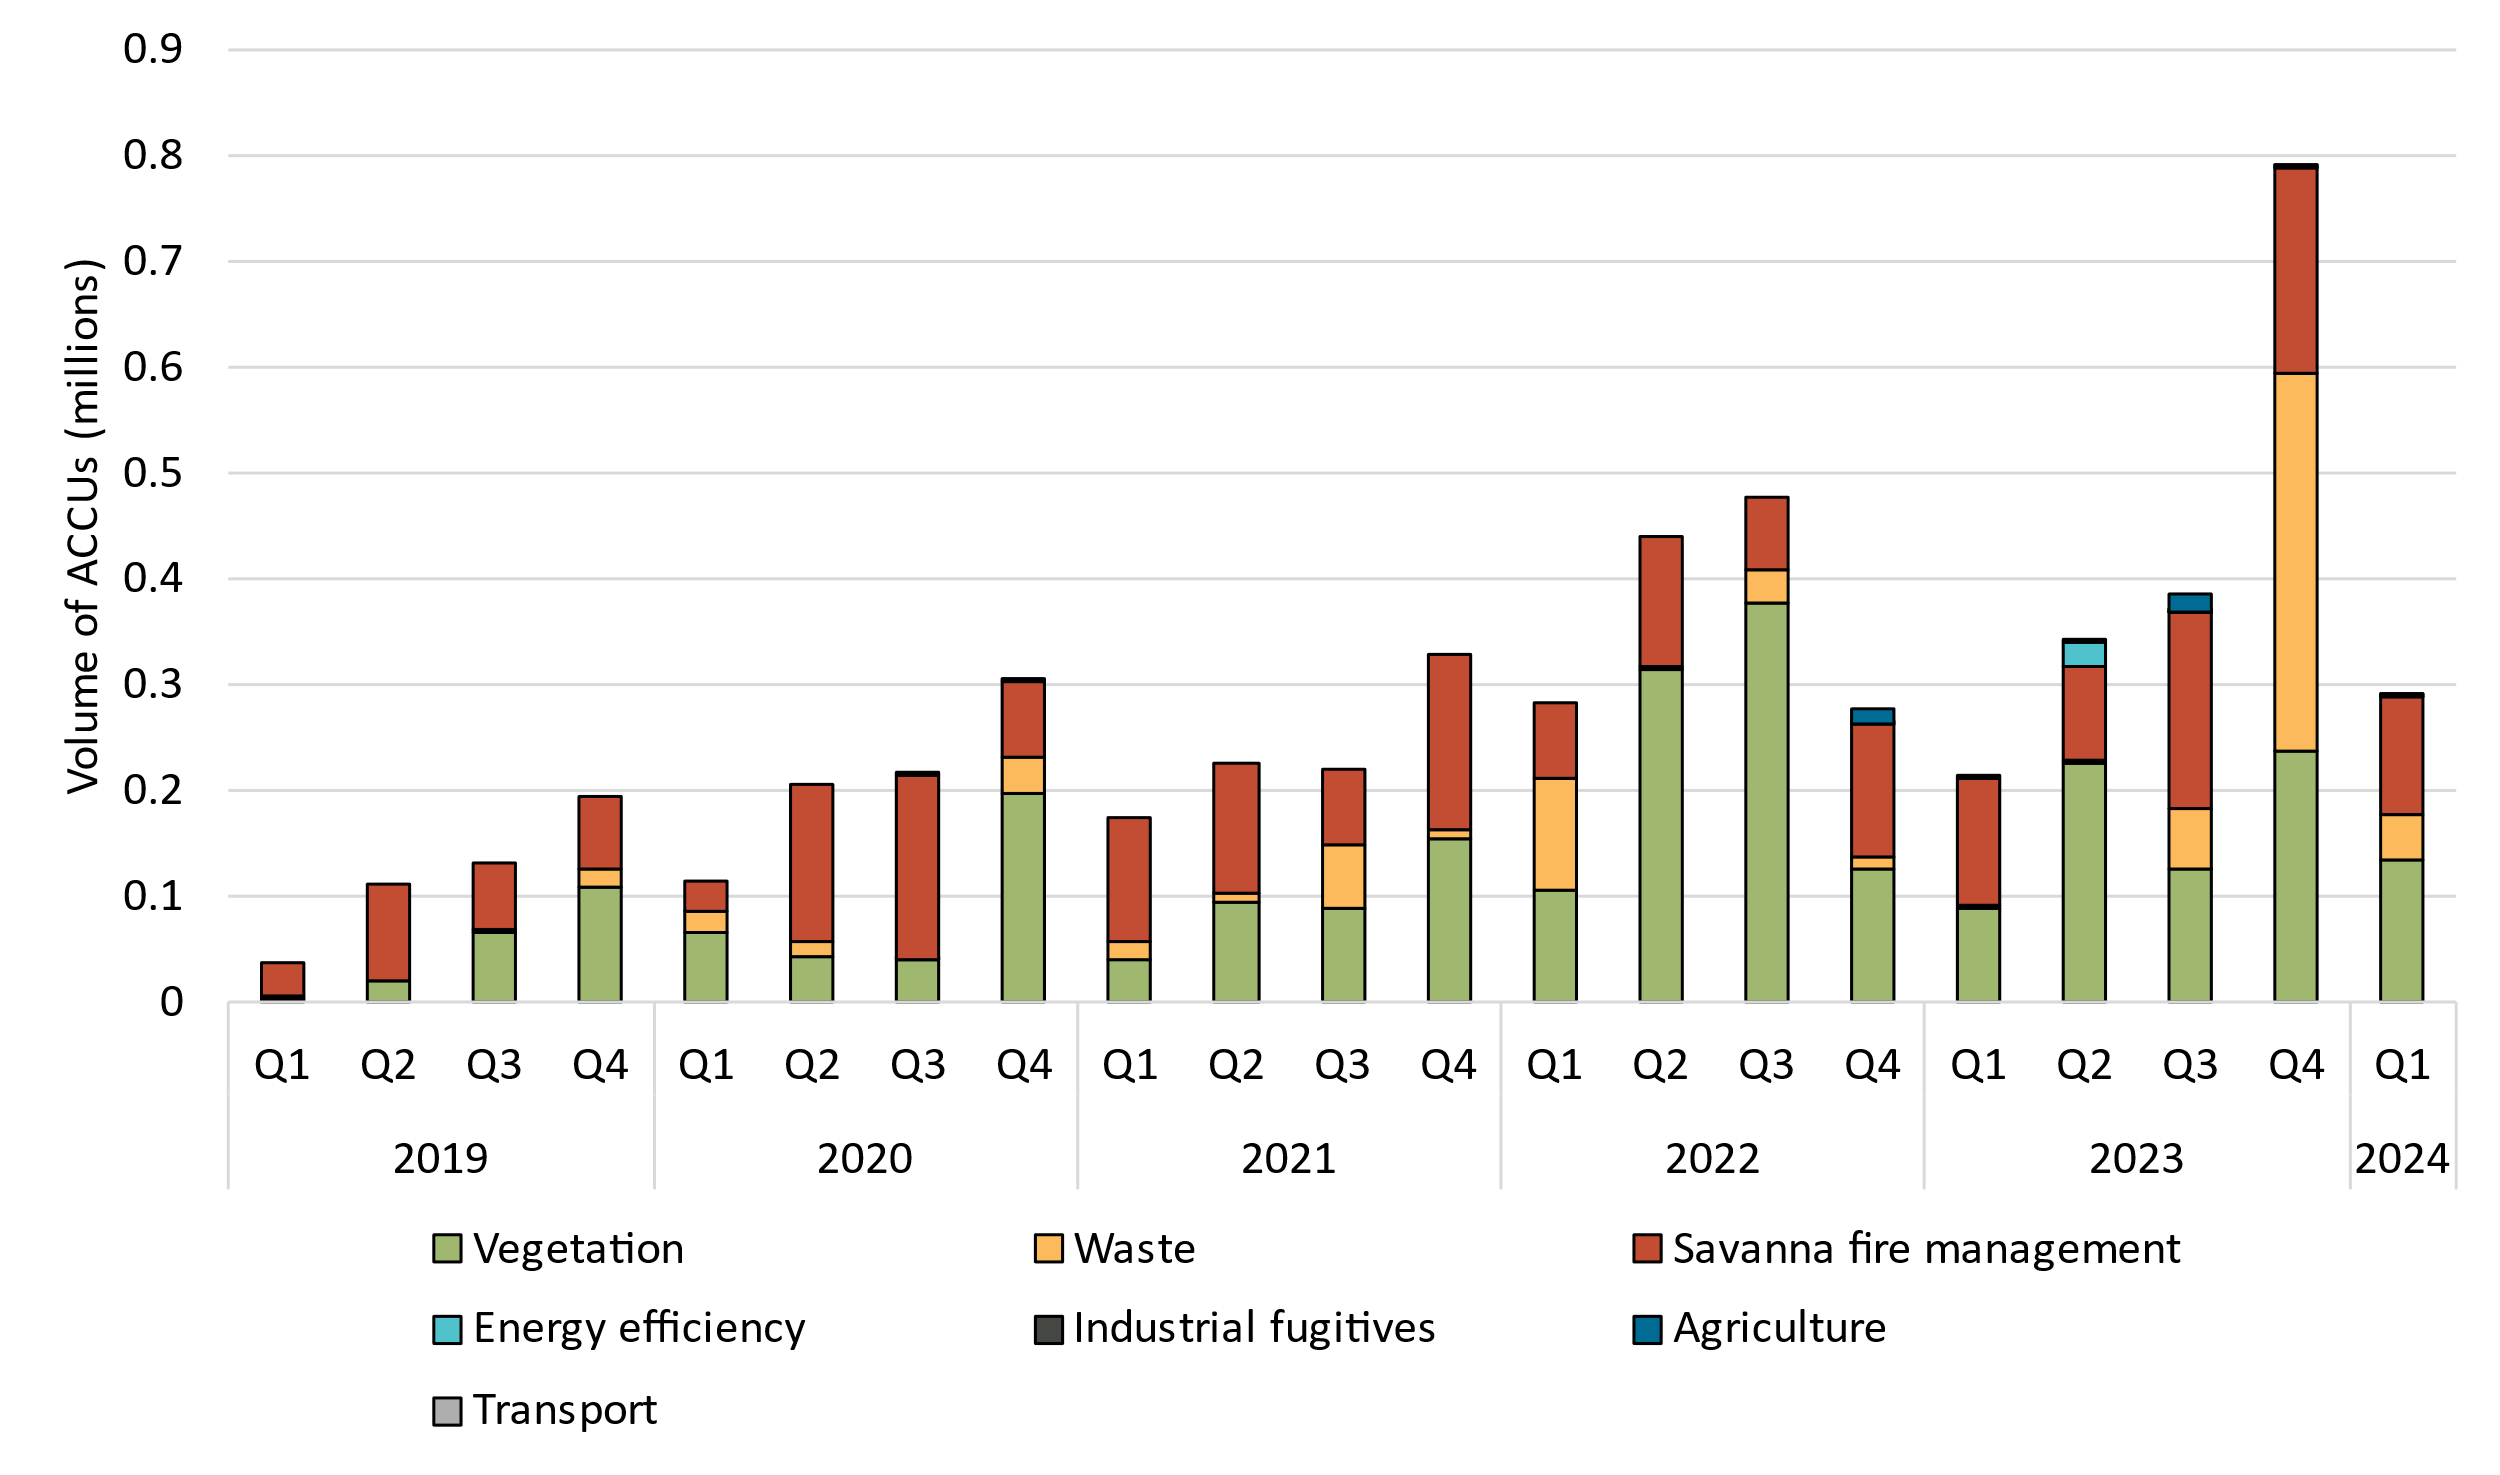 Volume of ACCUs (millions)
0.9
0.8
0.7
0.6
0.5
0.4
0.3
0.2
0.1
0
Q1 Q2 Q3 Q4 Q1 Q2 Q3 Q4 Q1 Q2 Q3 Q4 Q1 Q2 Q3 Q4 Q1 Q2 Q3 Q4 Q1
2019 2020 2021 2022 2023 2024
Vegetation Waste Savanna fire management
Energy efficiency Industrial fugitives Agriculture
Transport